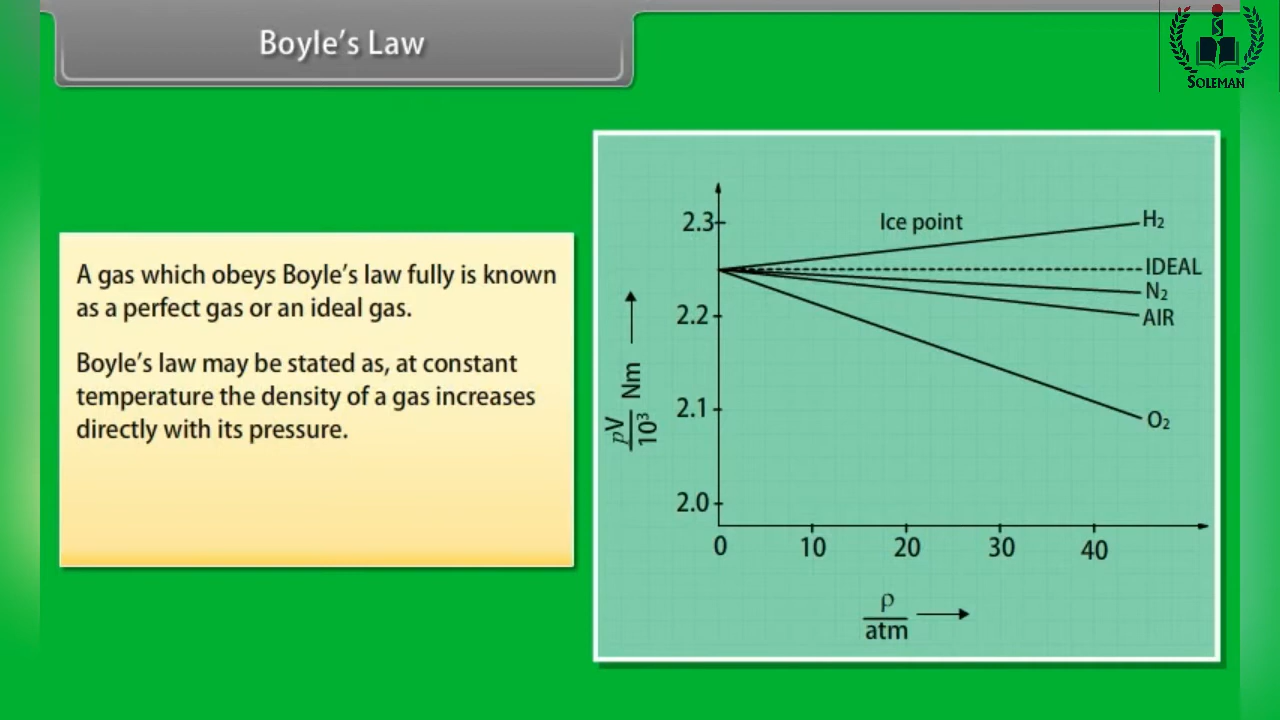 Boyle's Law
SOLEMAN
A gas which obeys Boyle's law fully is known
as a perfect gas or an ideal gas.
Boyle's law may be stated as, at constant
temperature the density of a gas increases
directly with its pressure.
2.3
Ice point
H₂
IDEAL
N₂
2.2
AIR
2.1
O₂
2.0
pV/10³ Nm
0 10 20 30 40
ρ
atm